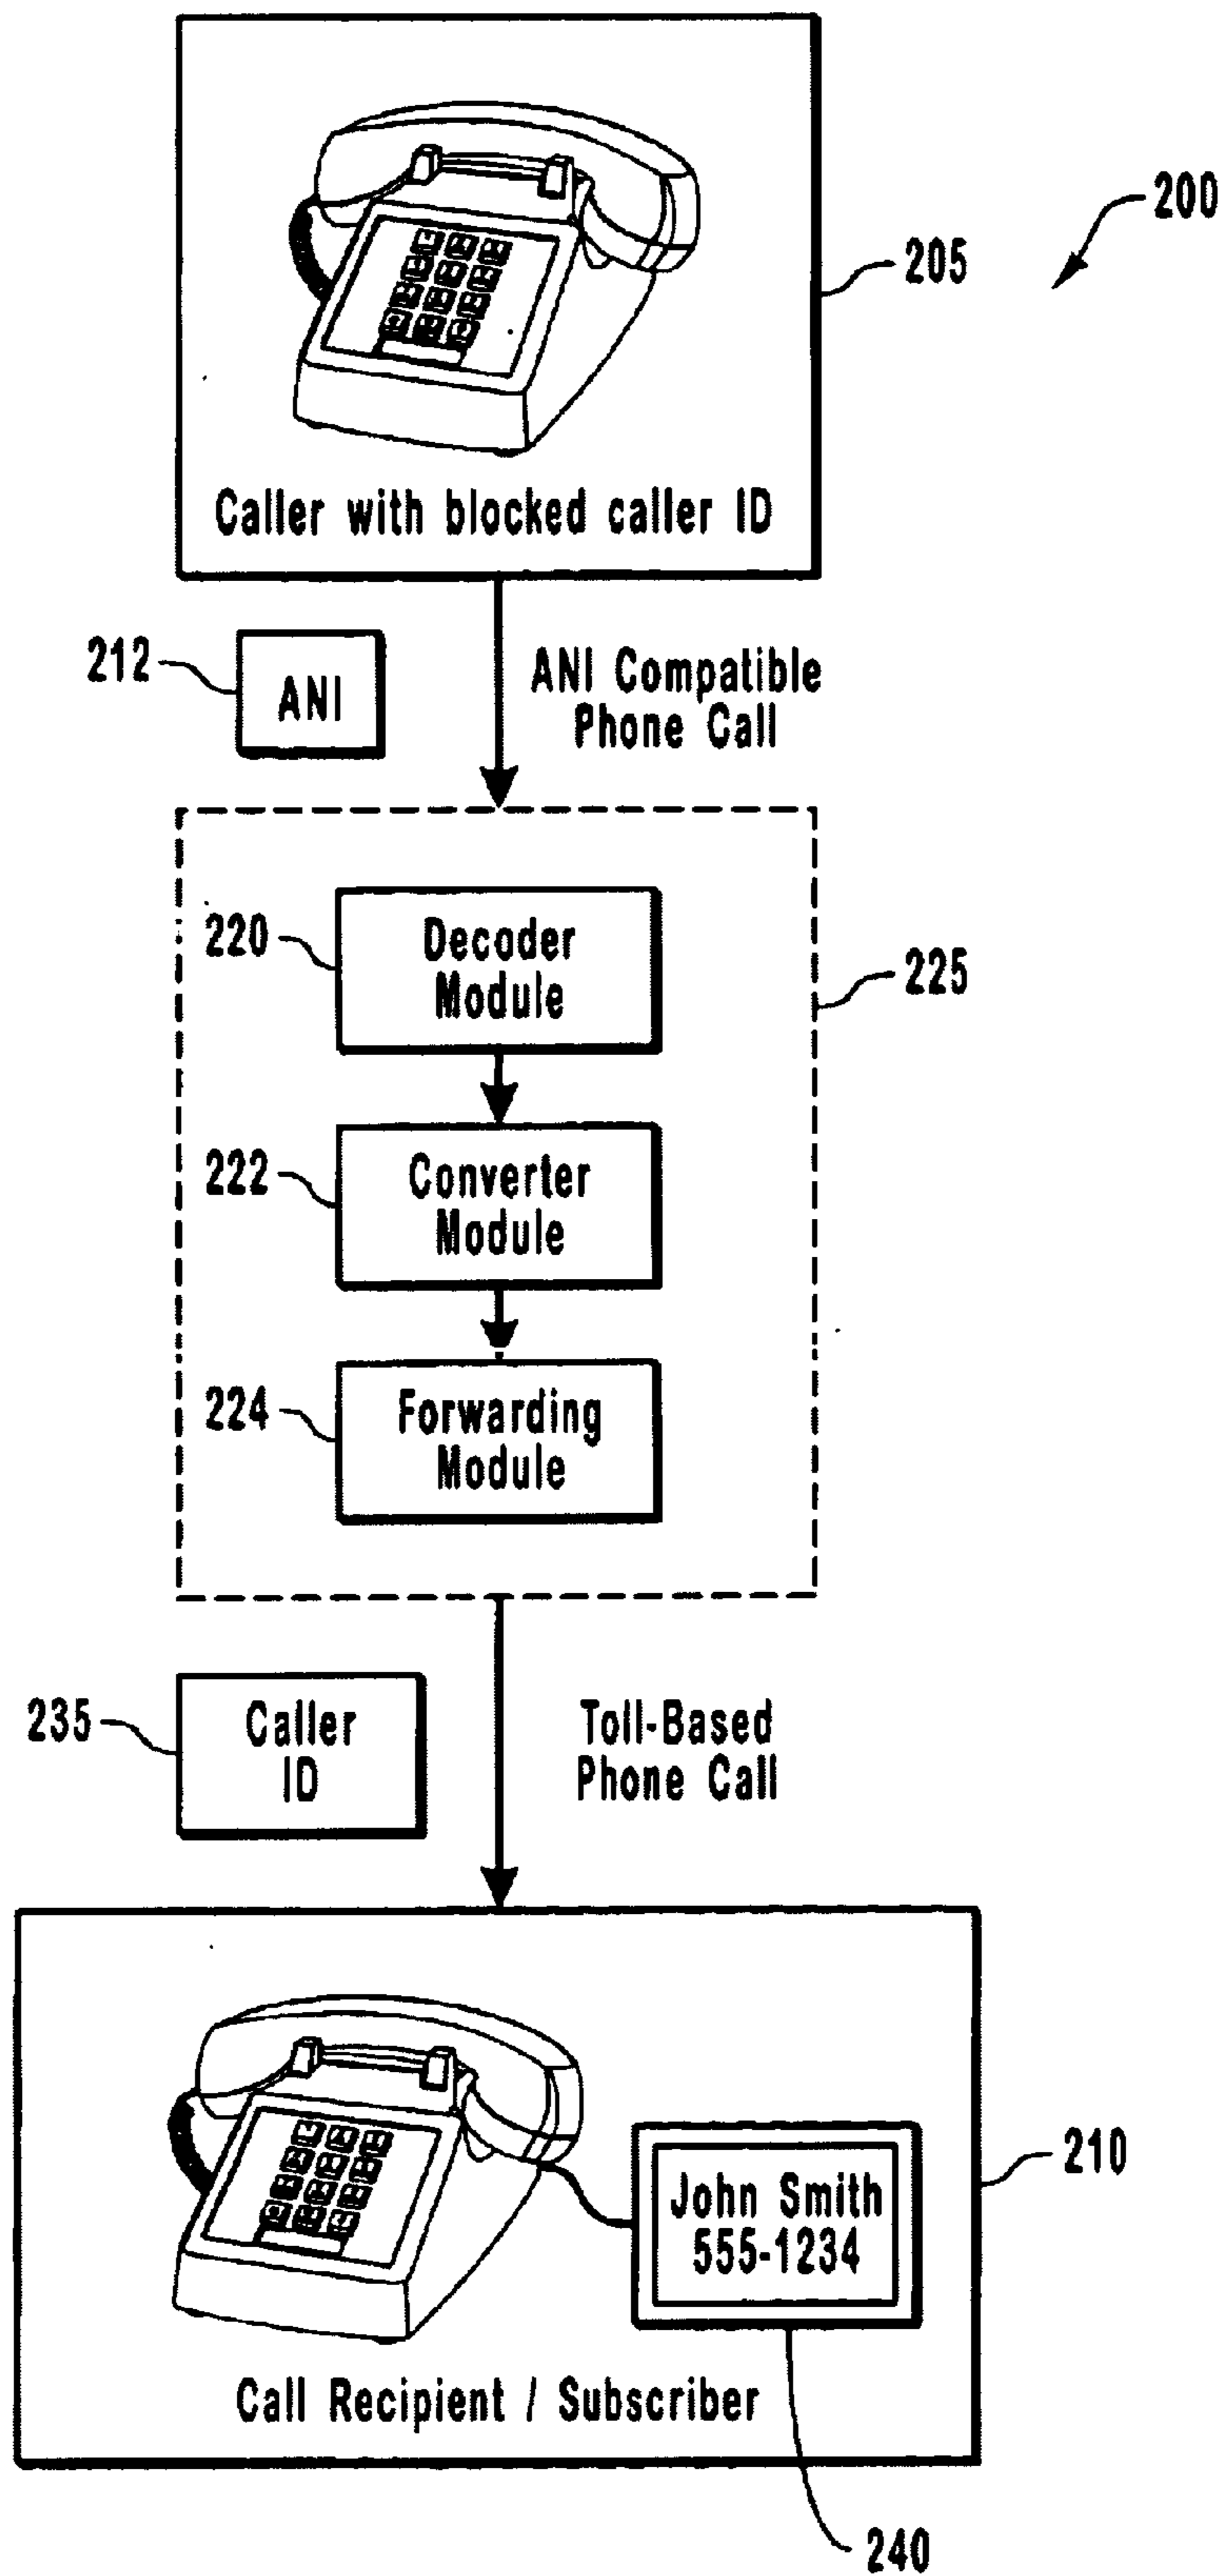 200
205
Caller with blocked caller ID
212
ANI
ANI Compatible
Phone Call
220
Decoder
Module
225
222
Converter
Module
224
Forwarding
Module
235
Caller
ID
Toll-Based
Phone Call
210
John Smith
555-1234
Call Recipient / Subscriber
240